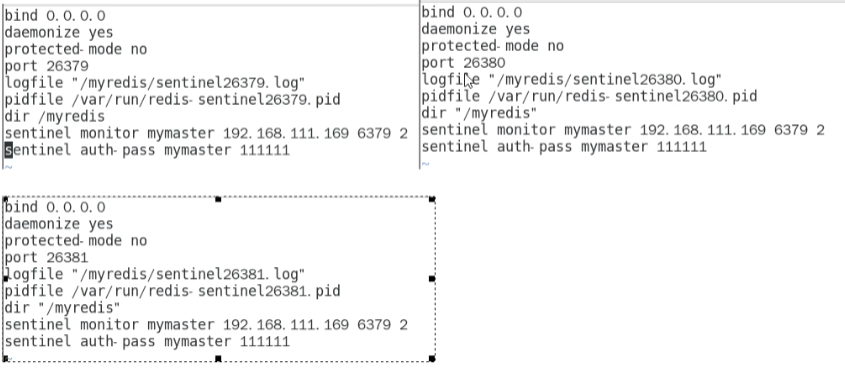 bind 0.0.0.0
daemonize yes
protected-mode no
port 26379
logfile "/myredis/sentinel26379.log"
pidfile /var/run/redis-sentinel26379.pid
dir /myredis
sentinel monitor mymaster 192.168.111.169 6379 2
sentinel auth-pass mymaster 111111
~
bind 0.0.0.0
daemonize yes
protected-mode no
port 26380
logfile "/myredis/sentinel26380.log"
pidfile /var/run/redis-sentinel26380.pid
dir "/myredis"
sentinel monitor mymaster 192.168.111.169 6379 2
sentinel auth-pass mymaster 111111
~
bind 0.0.0.0
daemonize yes
protected-mode no
port 26381
logfile "/myredis/sentinel26381.log"
pidfile /var/run/redis-sentinel26381.pid
dir "/myredis"
sentinel monitor mymaster 192.168.111.169 6379 2
sentinel auth-pass mymaster 111111